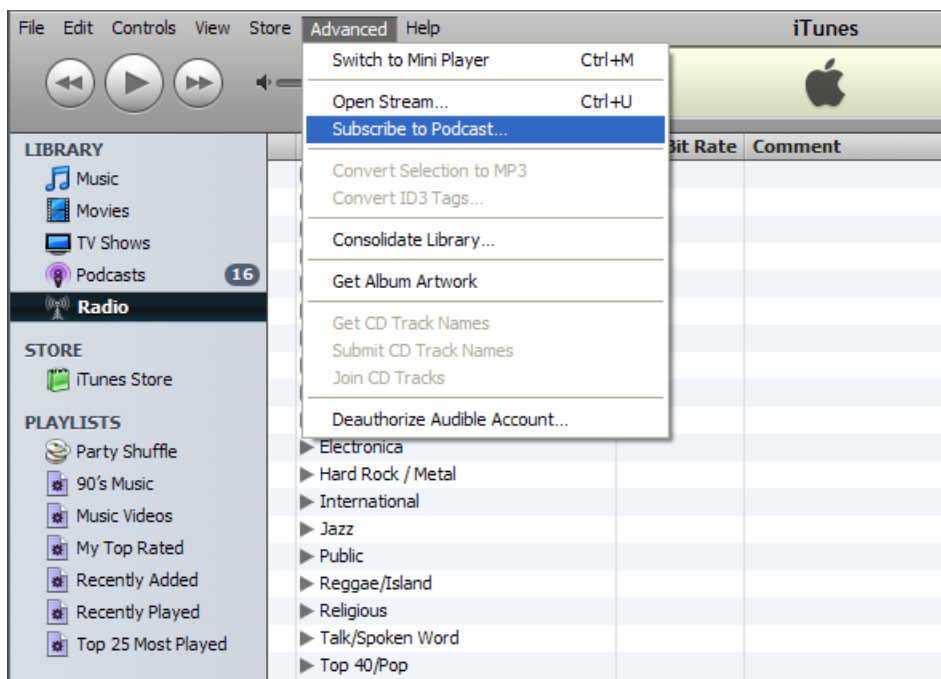 File Edit Controls View Store Advanced Help
iTunes
Switch to Mini Player Ctrl+M
Open Stream... Ctrl+U
Subscribe to Podcast...
Convert Selection to MP3
Convert ID3 Tags...
Consolidate Library...
Get Album Artwork
Get CD Track Names
Submit CD Track Names
Join CD Tracks
Deauthorize Audible Account...
LIBRARY
Music
Movies
TV Shows
Podcasts 16
Radio
STORE
iTunes Store
PLAYLISTS
Party Shuffle
90's Music
Music Videos
My Top Rated
Recently Added
Recently Played
Top 25 Most Played
Bit Rate Comment
Electronica
Hard Rock / Metal
International
Jazz
Public
Reggae/Island
Religious
Talk/Spoken Word
Top 40/Pop